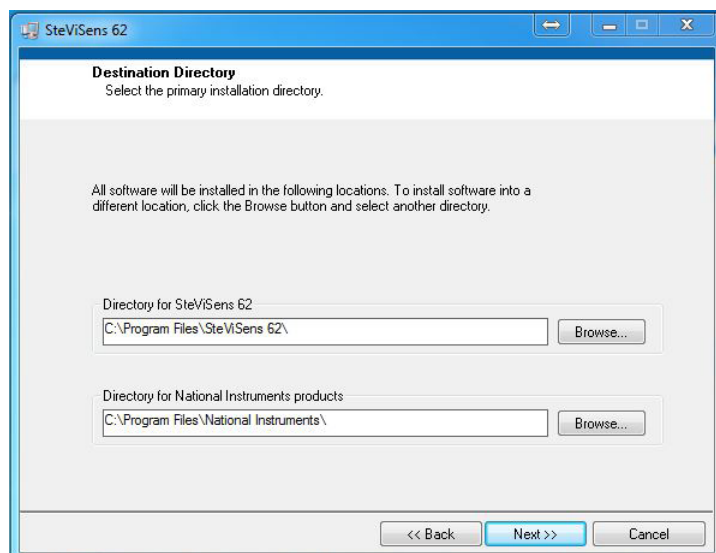 SteViSens 62
Destination Directory
Select the primary installation directory.
All software will be installed in the following locations. To install software into a
different location, click the Browse button and select another directory.
Directory for SteViSens 62
C:\Program Files\SteViSens 62\
Browse...
Directory for National Instruments products
C:\Program Files\National Instruments\
Browse...
<< Back
Next >>
Cancel